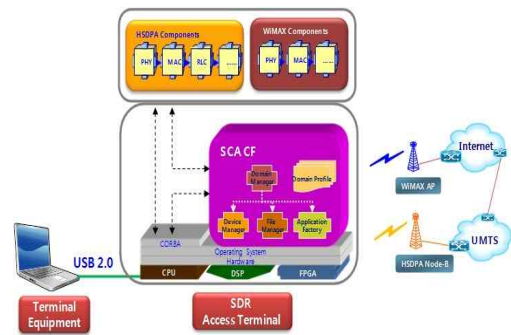 HSDPA Components
WiMAX Components
PHY
MAC
RLC
......
PHY
MAC
......
SCA CF
Domain
Manager
Domain Profile
Device
Manager
File
Manager
Application
Factory
CORBA
Operating System
Hardware
CPU
DSP
FPGA
USB 2.0
Terminal
Equipment
SDR
Access Terminal
Internet
WiMAX AP
UMTS
HSDPA Node-B